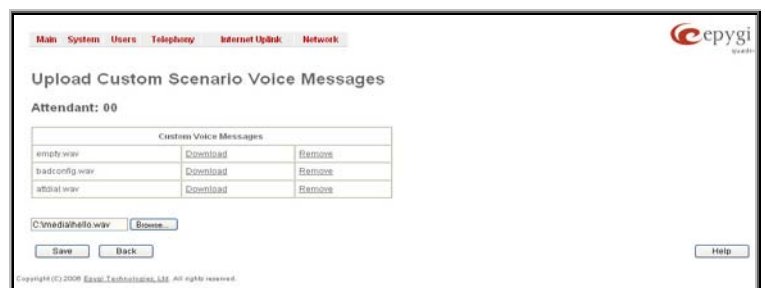 Main System Users Telephony Internet Uplink Network
epygi
Upload Custom Scenario Voice Messages
Attendant: 00
Custom Voice Messages
empty.wav Download Remove
badconfig.wav Download Remove
attdial.wav Download Remove
C:\media\hello.wav Browse...
Save Back Help
Copyright (C) 2006 Epygi Technologies, Ltd. All rights reserved.